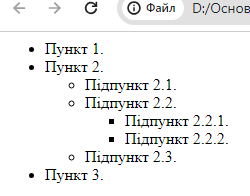 Файл D:/Основ
Пункт 1.
Пункт 2.
Підпункт 2.1.
Підпункт 2.2.
Підпункт 2.2.1.
Підпункт 2.2.2.
Підпункт 2.3.
Пункт 3.